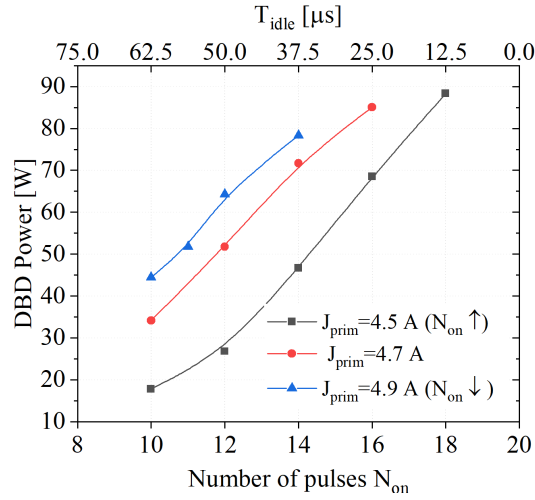 T_idle [µs]
75.0 62.5 50.0 37.5 25.0 12.5 0.0
90
80
70
60
50
40
30
20
10
DBD Power [W]
J_prim=4.5 A (N_on ↑)
J_prim=4.7 A
J_prim=4.9 A (N_on ↓)
8 10 12 14 16 18 20
Number of pulses N_on